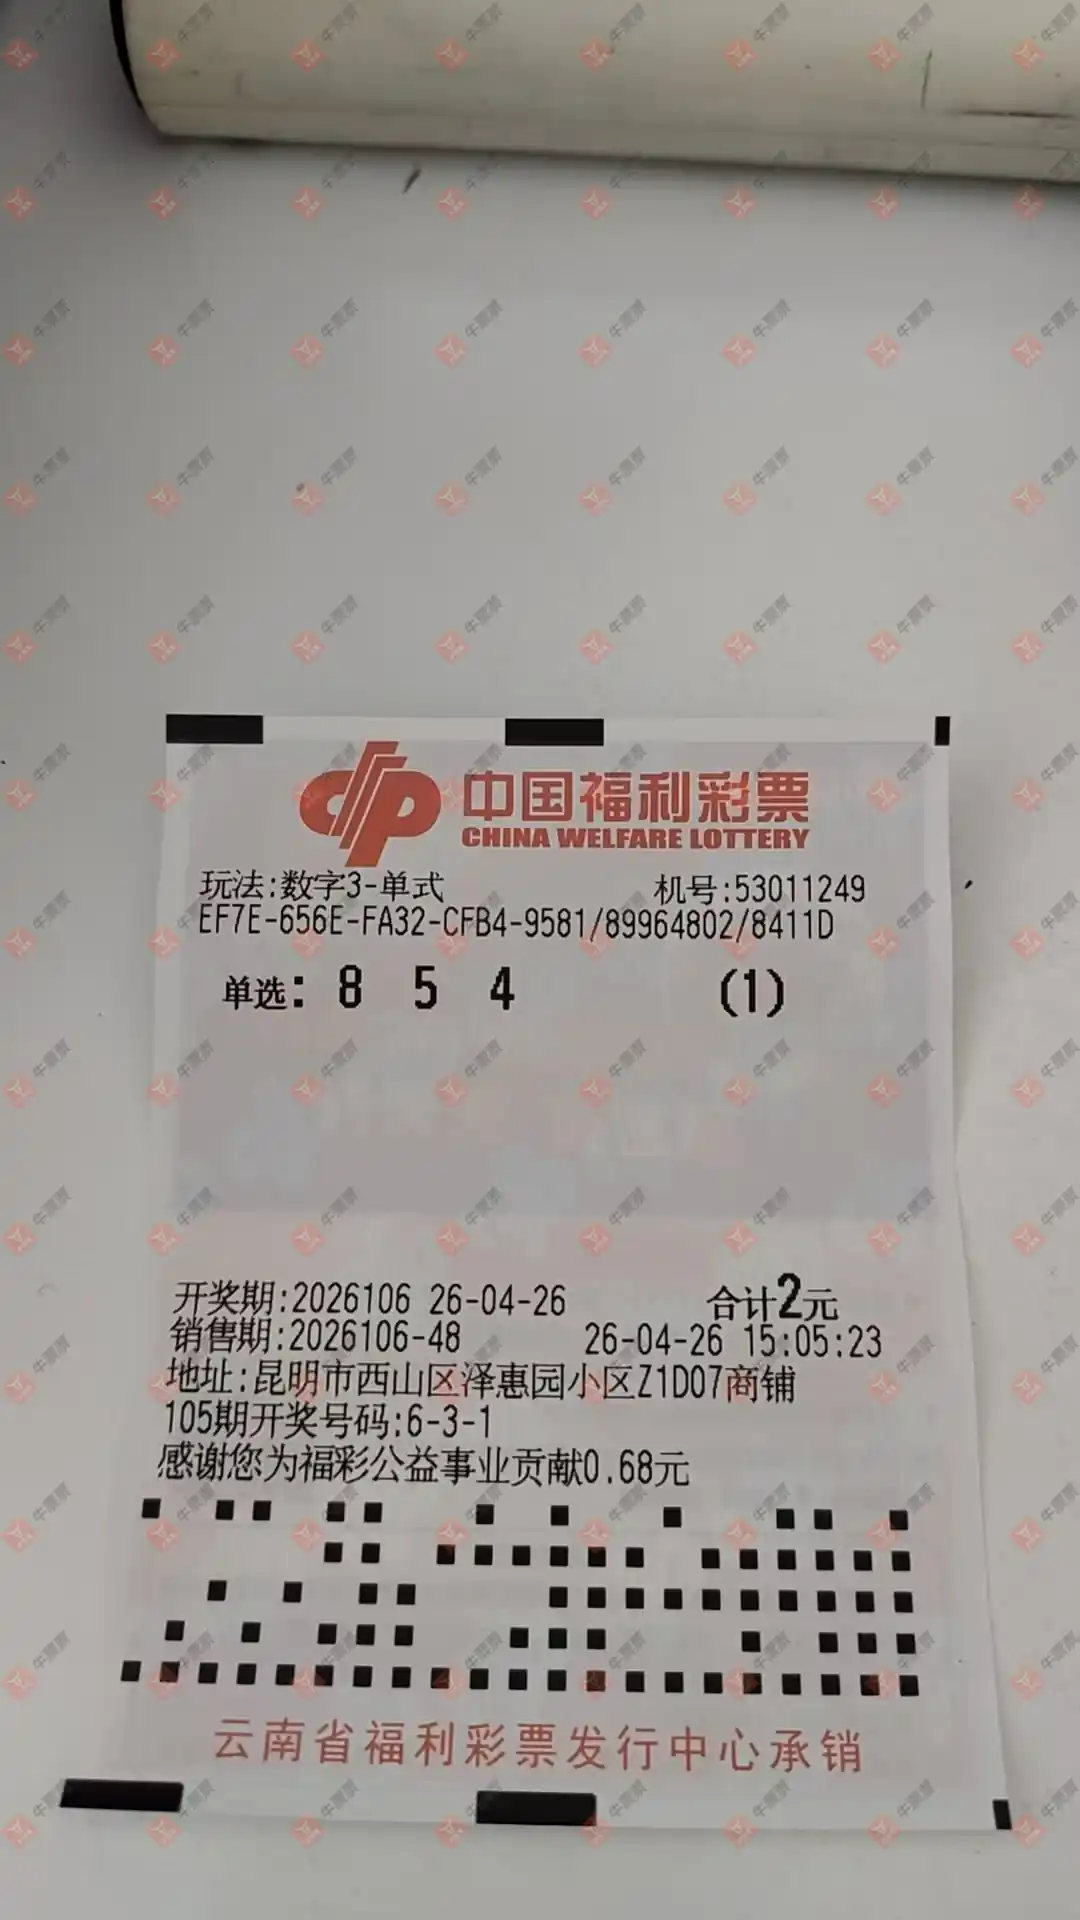 中国福利彩票
CHINA WELFARE LOTTERY
玩法:数字3-单式 机号:53011249
EF7E-656E-FA32-CFB4-9581/89964802/8411D
单选: 8 5 4 (1)
开奖期:2026106 26-04-26 合计2元
销售期:2026106-48 26-04-26 15:05:23
地址:昆明市西山区泽惠园小区Z1D07商铺
105期开奖号码:6-3-1
感谢您为福彩公益事业贡献0.68元
云南省福利彩票发行中心承销